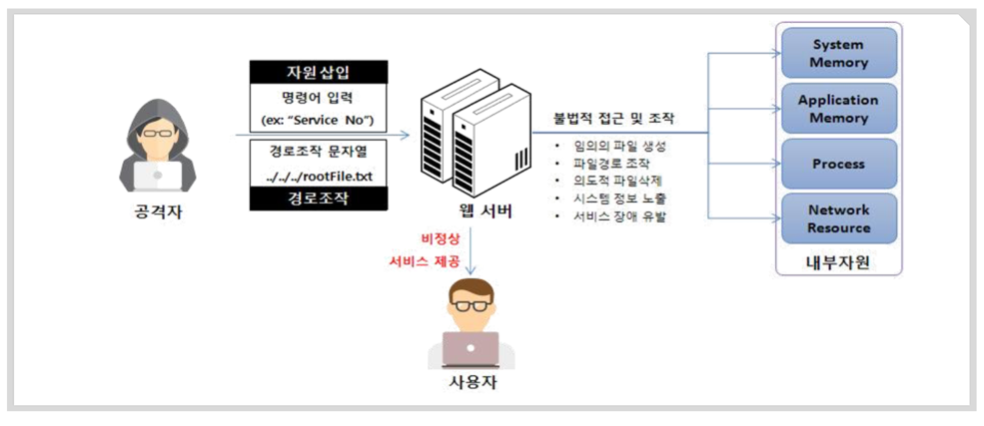 자원삽입
명령어 입력
(ex: “Service No”)
경로조작 문자열
../../../rootFile.txt
경로조작
공격자
웹 서버
불법적 접근 및 조작
• 임의의 파일 생성
• 파일경로 조작
• 의도적 파일삭제
• 시스템 정보 노출
• 서비스 장애 유발
System
Memory
Application
Memory
Process
Network
Resource
내부자원
비정상
서비스 제공
사용자